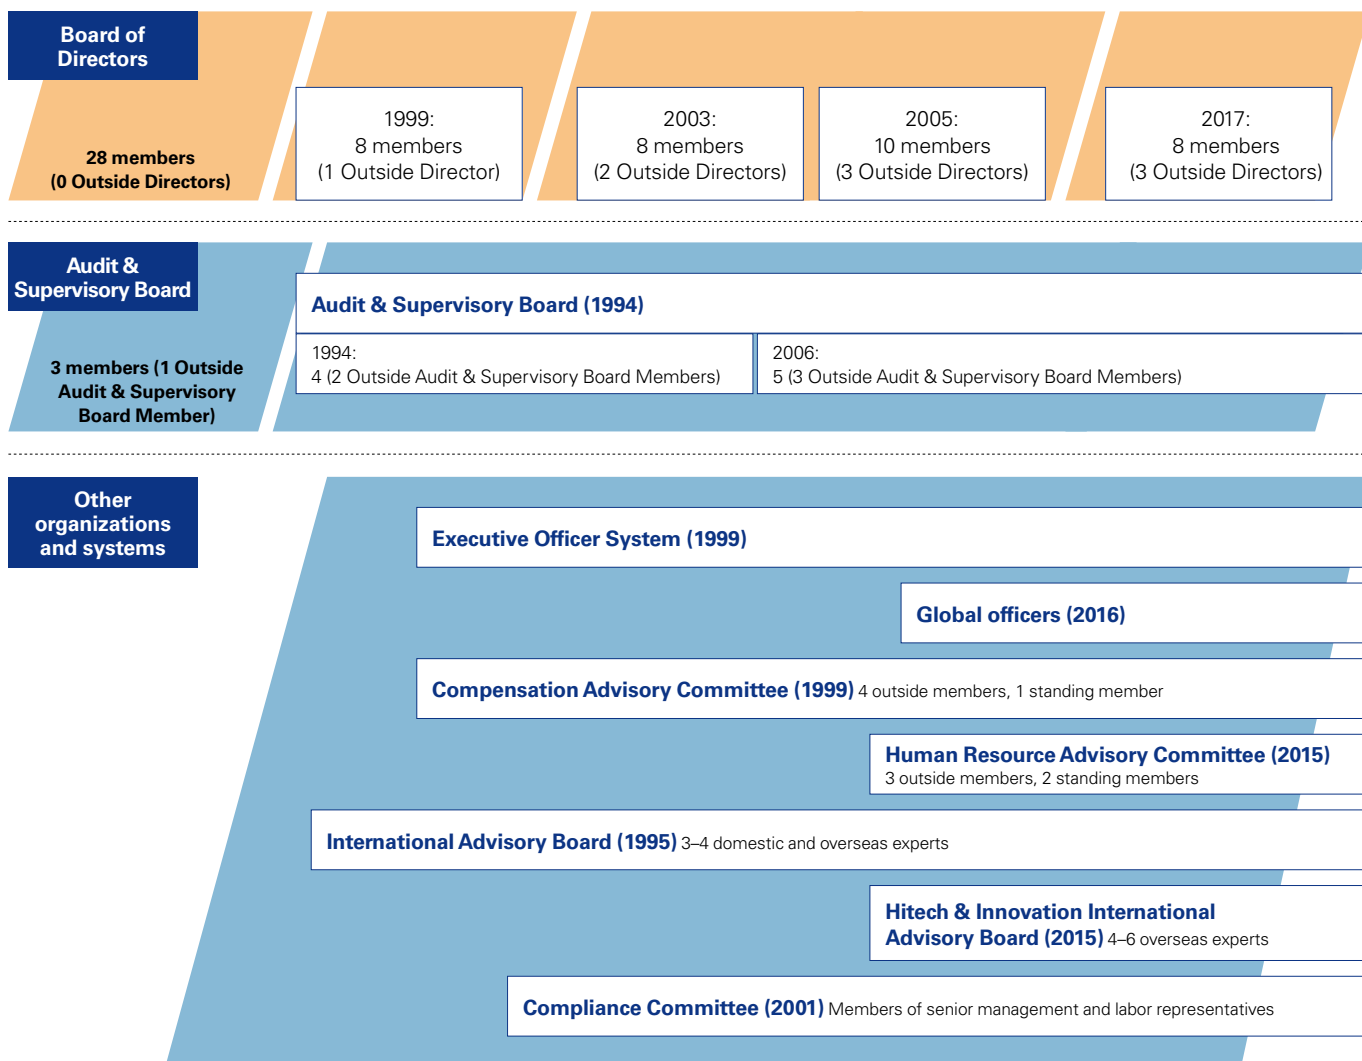 Board of
Directors
28 members
(0 Outside Directors)
1999:
8 members
(1 Outside Director)
2003:
8 members
(2 Outside Directors)
2005:
10 members
(3 Outside Directors)
2017:
8 members
(3 Outside Directors)
Audit &
Supervisory Board
3 members (1 Outside
Audit & Supervisory
Board Member)
Audit & Supervisory Board (1994)
1994:
4 (2 Outside Audit & Supervisory Board Members)
2006:
5 (3 Outside Audit & Supervisory Board Members)
Other
organizations
and systems
Executive Officer System (1999)
Global officers (2016)
Compensation Advisory Committee (1999) 4 outside members, 1 standing member
Human Resource Advisory Committee (2015)
3 outside members, 2 standing members
International Advisory Board (1995) 3–4 domestic and overseas experts
Hitech & Innovation International
Advisory Board (2015) 4–6 overseas experts
Compliance Committee (2001) Members of senior management and labor representatives